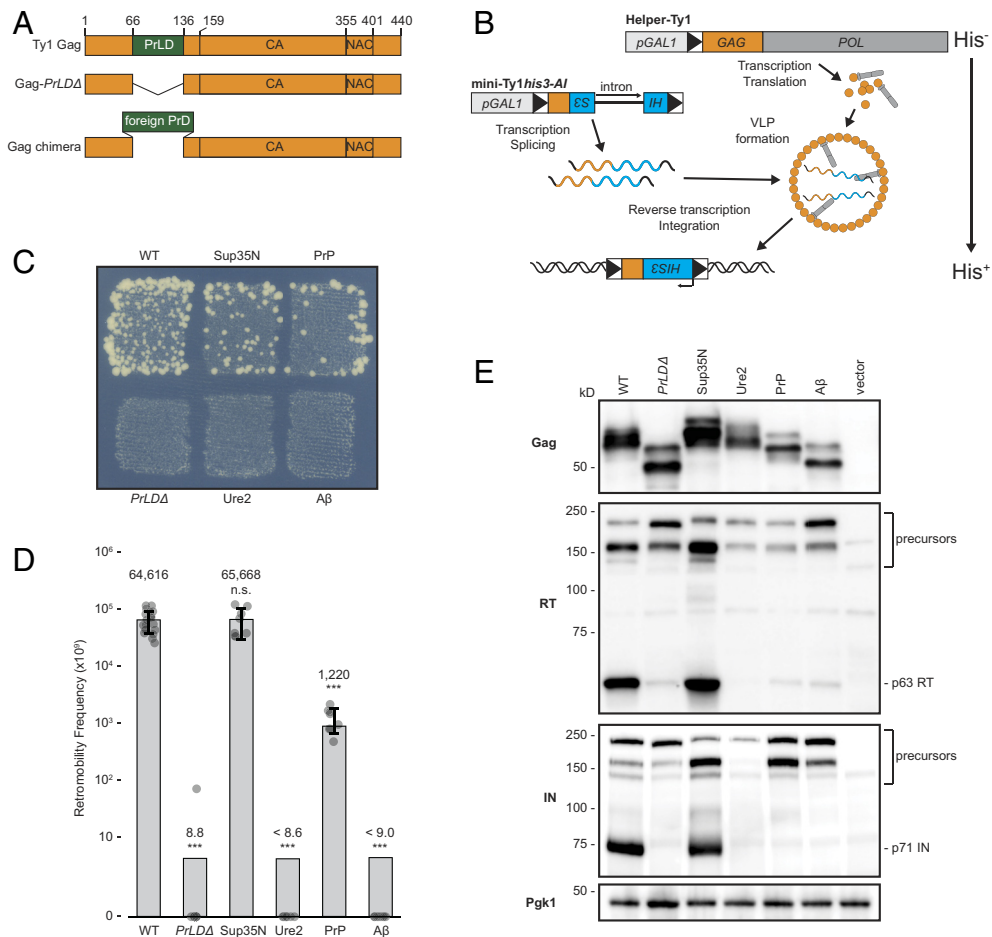 A
1 66 136 159 355 401 440
Ty1 Gag PrLD CA NAC
Gag-PrLDΔ CA NAC
foreign PrD
Gag chimera CA NAC
B
Helper-Ty1
pGAL1 GAG POL His-
Transcription
Translation
mini-Ty1his3-AI
intron
pGAL1 S3 HI
Transcription
Splicing
VLP
formation
Reverse transcription
Integration
HIS3
His+
C
WT Sup35N PrP
PrLDΔ Ure2 Aβ
D
Retromobility Frequency (x10⁹)
10⁶
10⁵
10⁴
10³
10²
10
0
64,616
8.8
***
65,668
n.s.
< 8.6
***
1,220
***
< 9.0
***
WT PrLDΔ Sup35N Ure2 PrP Aβ
E
kD WT PrLDΔ Sup35N Ure2 PrP Aβ vector
Gag
50 -
RT
250 -
150 -
100 -
75 -
precursors
- p63 RT
IN
250 -
150 -
100 -
75 -
precursors
- p71 IN
Pgk1
50 -